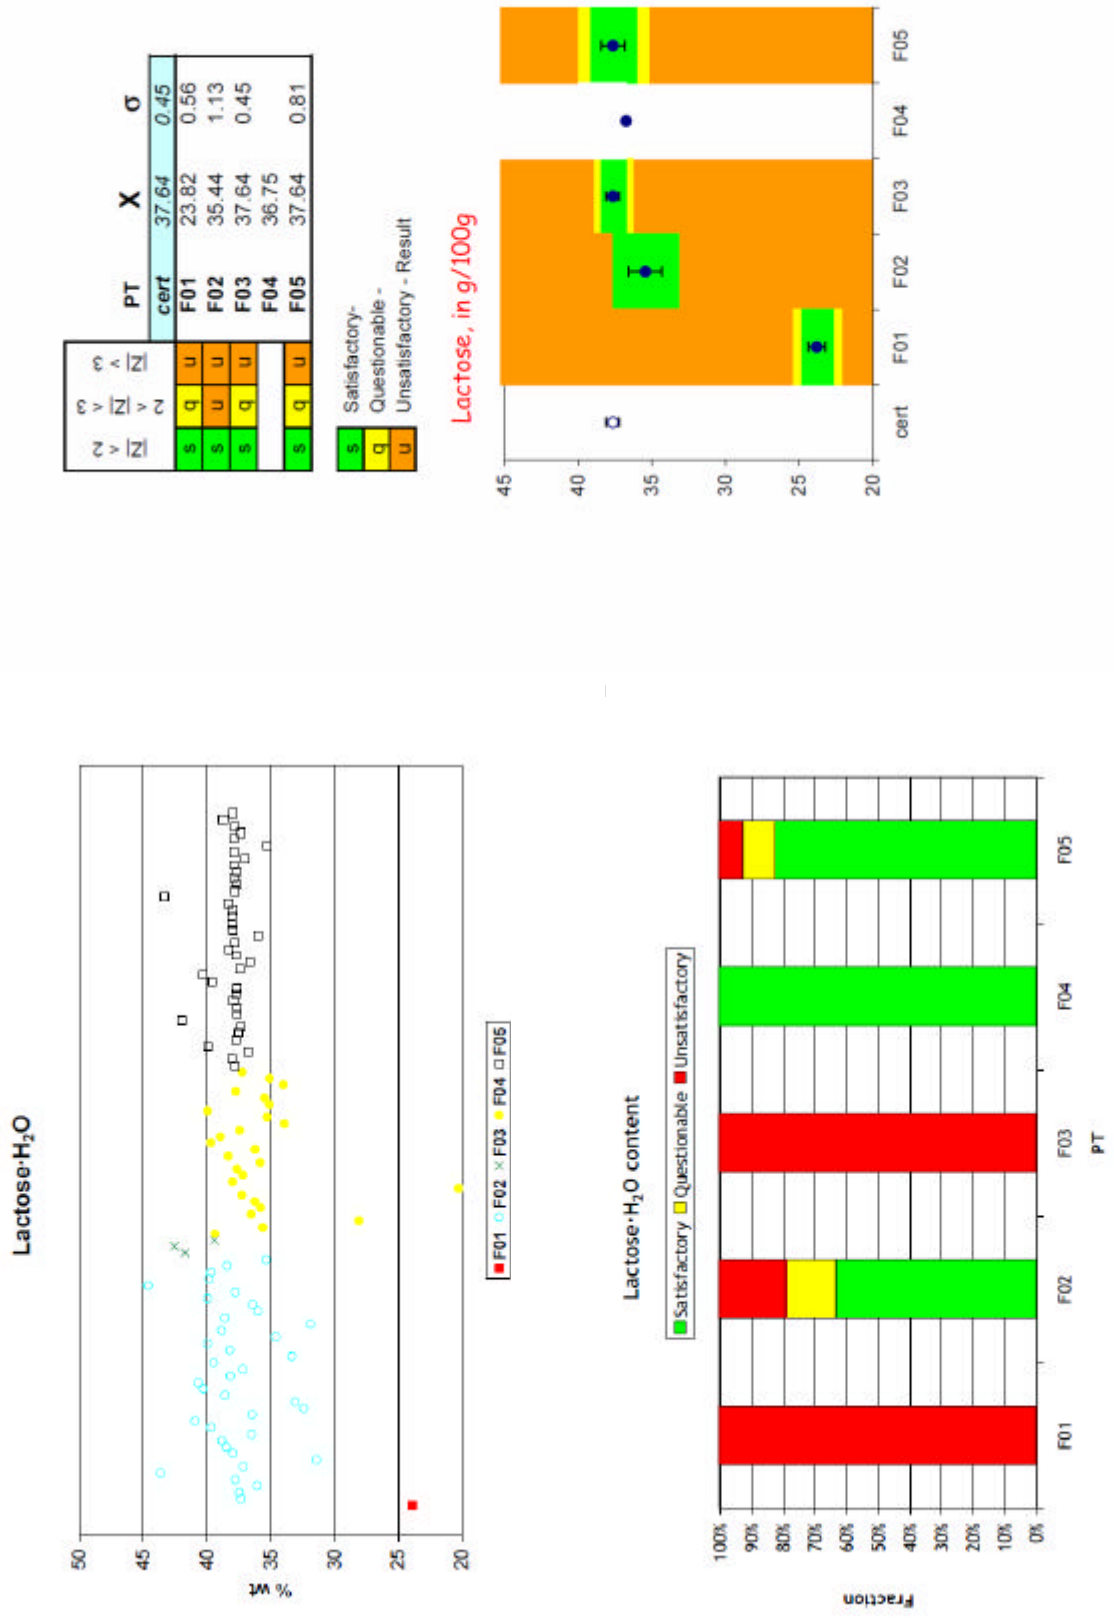 Lactose·H₂O
50
45
40
35
30
25
20
% wt
F01 F02 F03 F04 F05
|Z| < 2
2 < |Z| < 3
|Z| > 3
PT X σ
cert 37.64 0.45
s q u F01 23.82 0.56
s u u F02 35.44 1.13
s q u F03 37.64 0.45
F04 36.75
s q u F05 37.64 0.81
s Satisfactory-
q Questionable -
u Unsatisfactory - Result
Lactose·H₂O content
Satisfactory Questionable Unsatisfactory
100%
90%
80%
70%
60%
50%
40%
30%
20%
10%
0%
Fraction
F01 F02 F03 F04 F05
PT
Lactose, in g/100g
45
40
35
30
25
20
cert F01 F02 F03 F04 F05